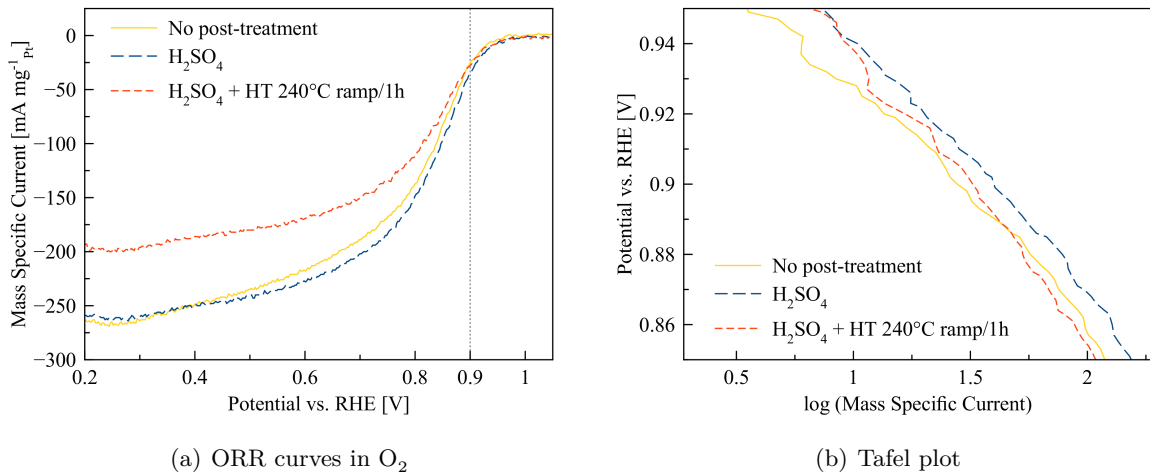 No post-treatment
H₂SO₄
H₂SO₄ + HT 240°C ramp/1h
Mass Specific Current [mA mg⁻¹ Pt]
0
−50
−100
−150
−200
−250
−300
0.2
0.4
0.6
0.8
0.9
1
Potential vs. RHE [V]
(a) ORR curves in O₂
Potential vs. RHE [V]
0.94
0.92
0.9
0.88
0.86
No post-treatment
H₂SO₄
H₂SO₄ + HT 240°C ramp/1h
0.5
1
1.5
2
log (Mass Specific Current)
(b) Tafel plot